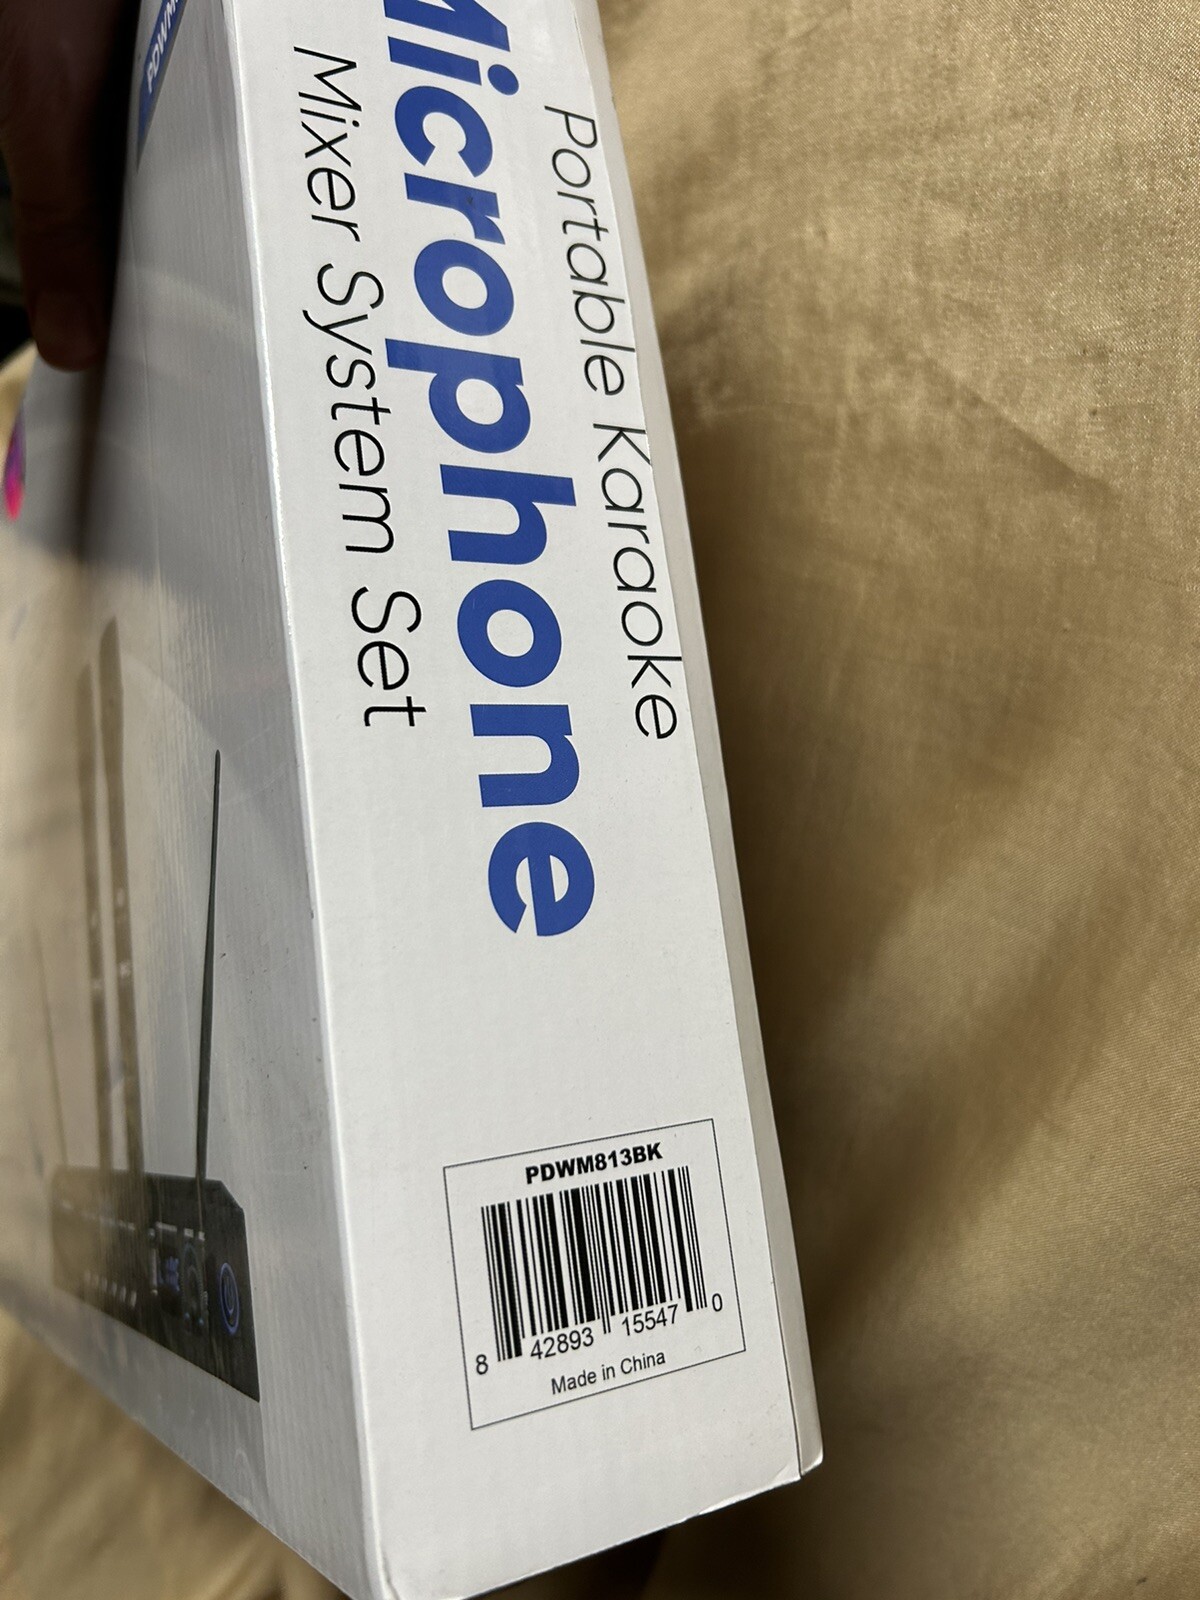 Portable Karaoke
Microphone
Mixer System Set
PDWM813BK
8 42893 15547 0
Made in China